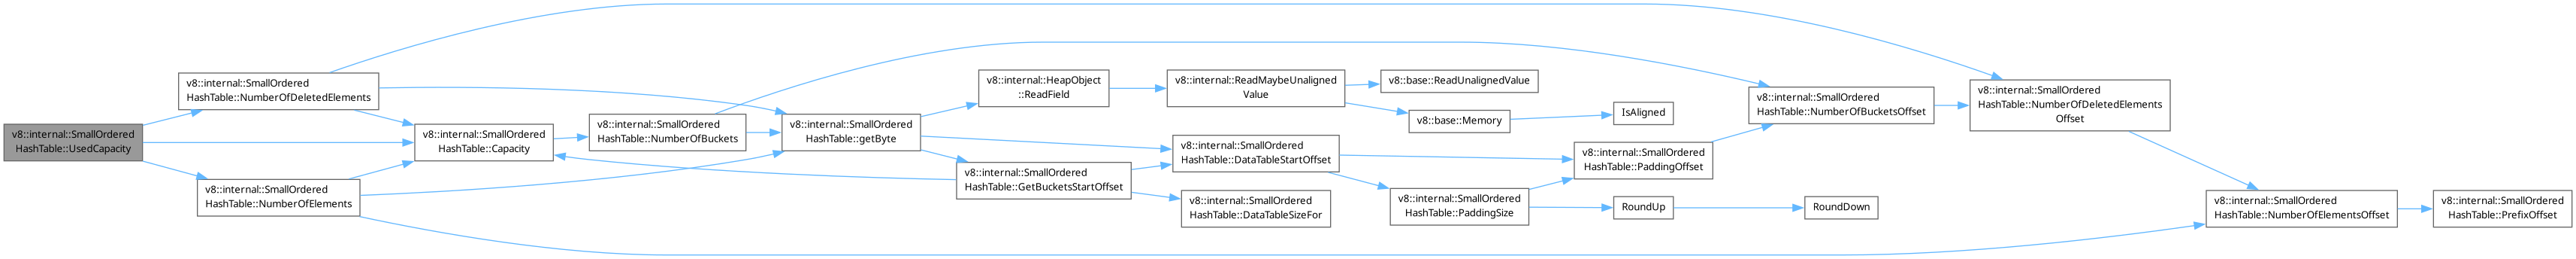 v8::internal::SmallOrdered
HashTable::UsedCapacity
v8::internal::SmallOrdered
HashTable::NumberOfDeletedElements
v8::internal::SmallOrdered
HashTable::NumberOfElements
v8::internal::SmallOrdered
HashTable::Capacity
v8::internal::SmallOrdered
HashTable::NumberOfBuckets
v8::internal::SmallOrdered
HashTable::getByte
v8::internal::HeapObject
::ReadField
v8::internal::SmallOrdered
HashTable::GetBucketsStartOffset
v8::internal::ReadMaybeUnaligned
Value
v8::internal::SmallOrdered
HashTable::DataTableStartOffset
v8::internal::SmallOrdered
HashTable::DataTableSizeFor
v8::base::ReadUnalignedValue
v8::base::Memory
v8::internal::SmallOrdered
HashTable::PaddingSize
IsAligned
v8::internal::SmallOrdered
HashTable::PaddingOffset
RoundUp
v8::internal::SmallOrdered
HashTable::NumberOfBucketsOffset
RoundDown
v8::internal::SmallOrdered
HashTable::NumberOfDeletedElements
Offset
v8::internal::SmallOrdered
HashTable::NumberOfElementsOffset
v8::internal::SmallOrdered
HashTable::PrefixOffset